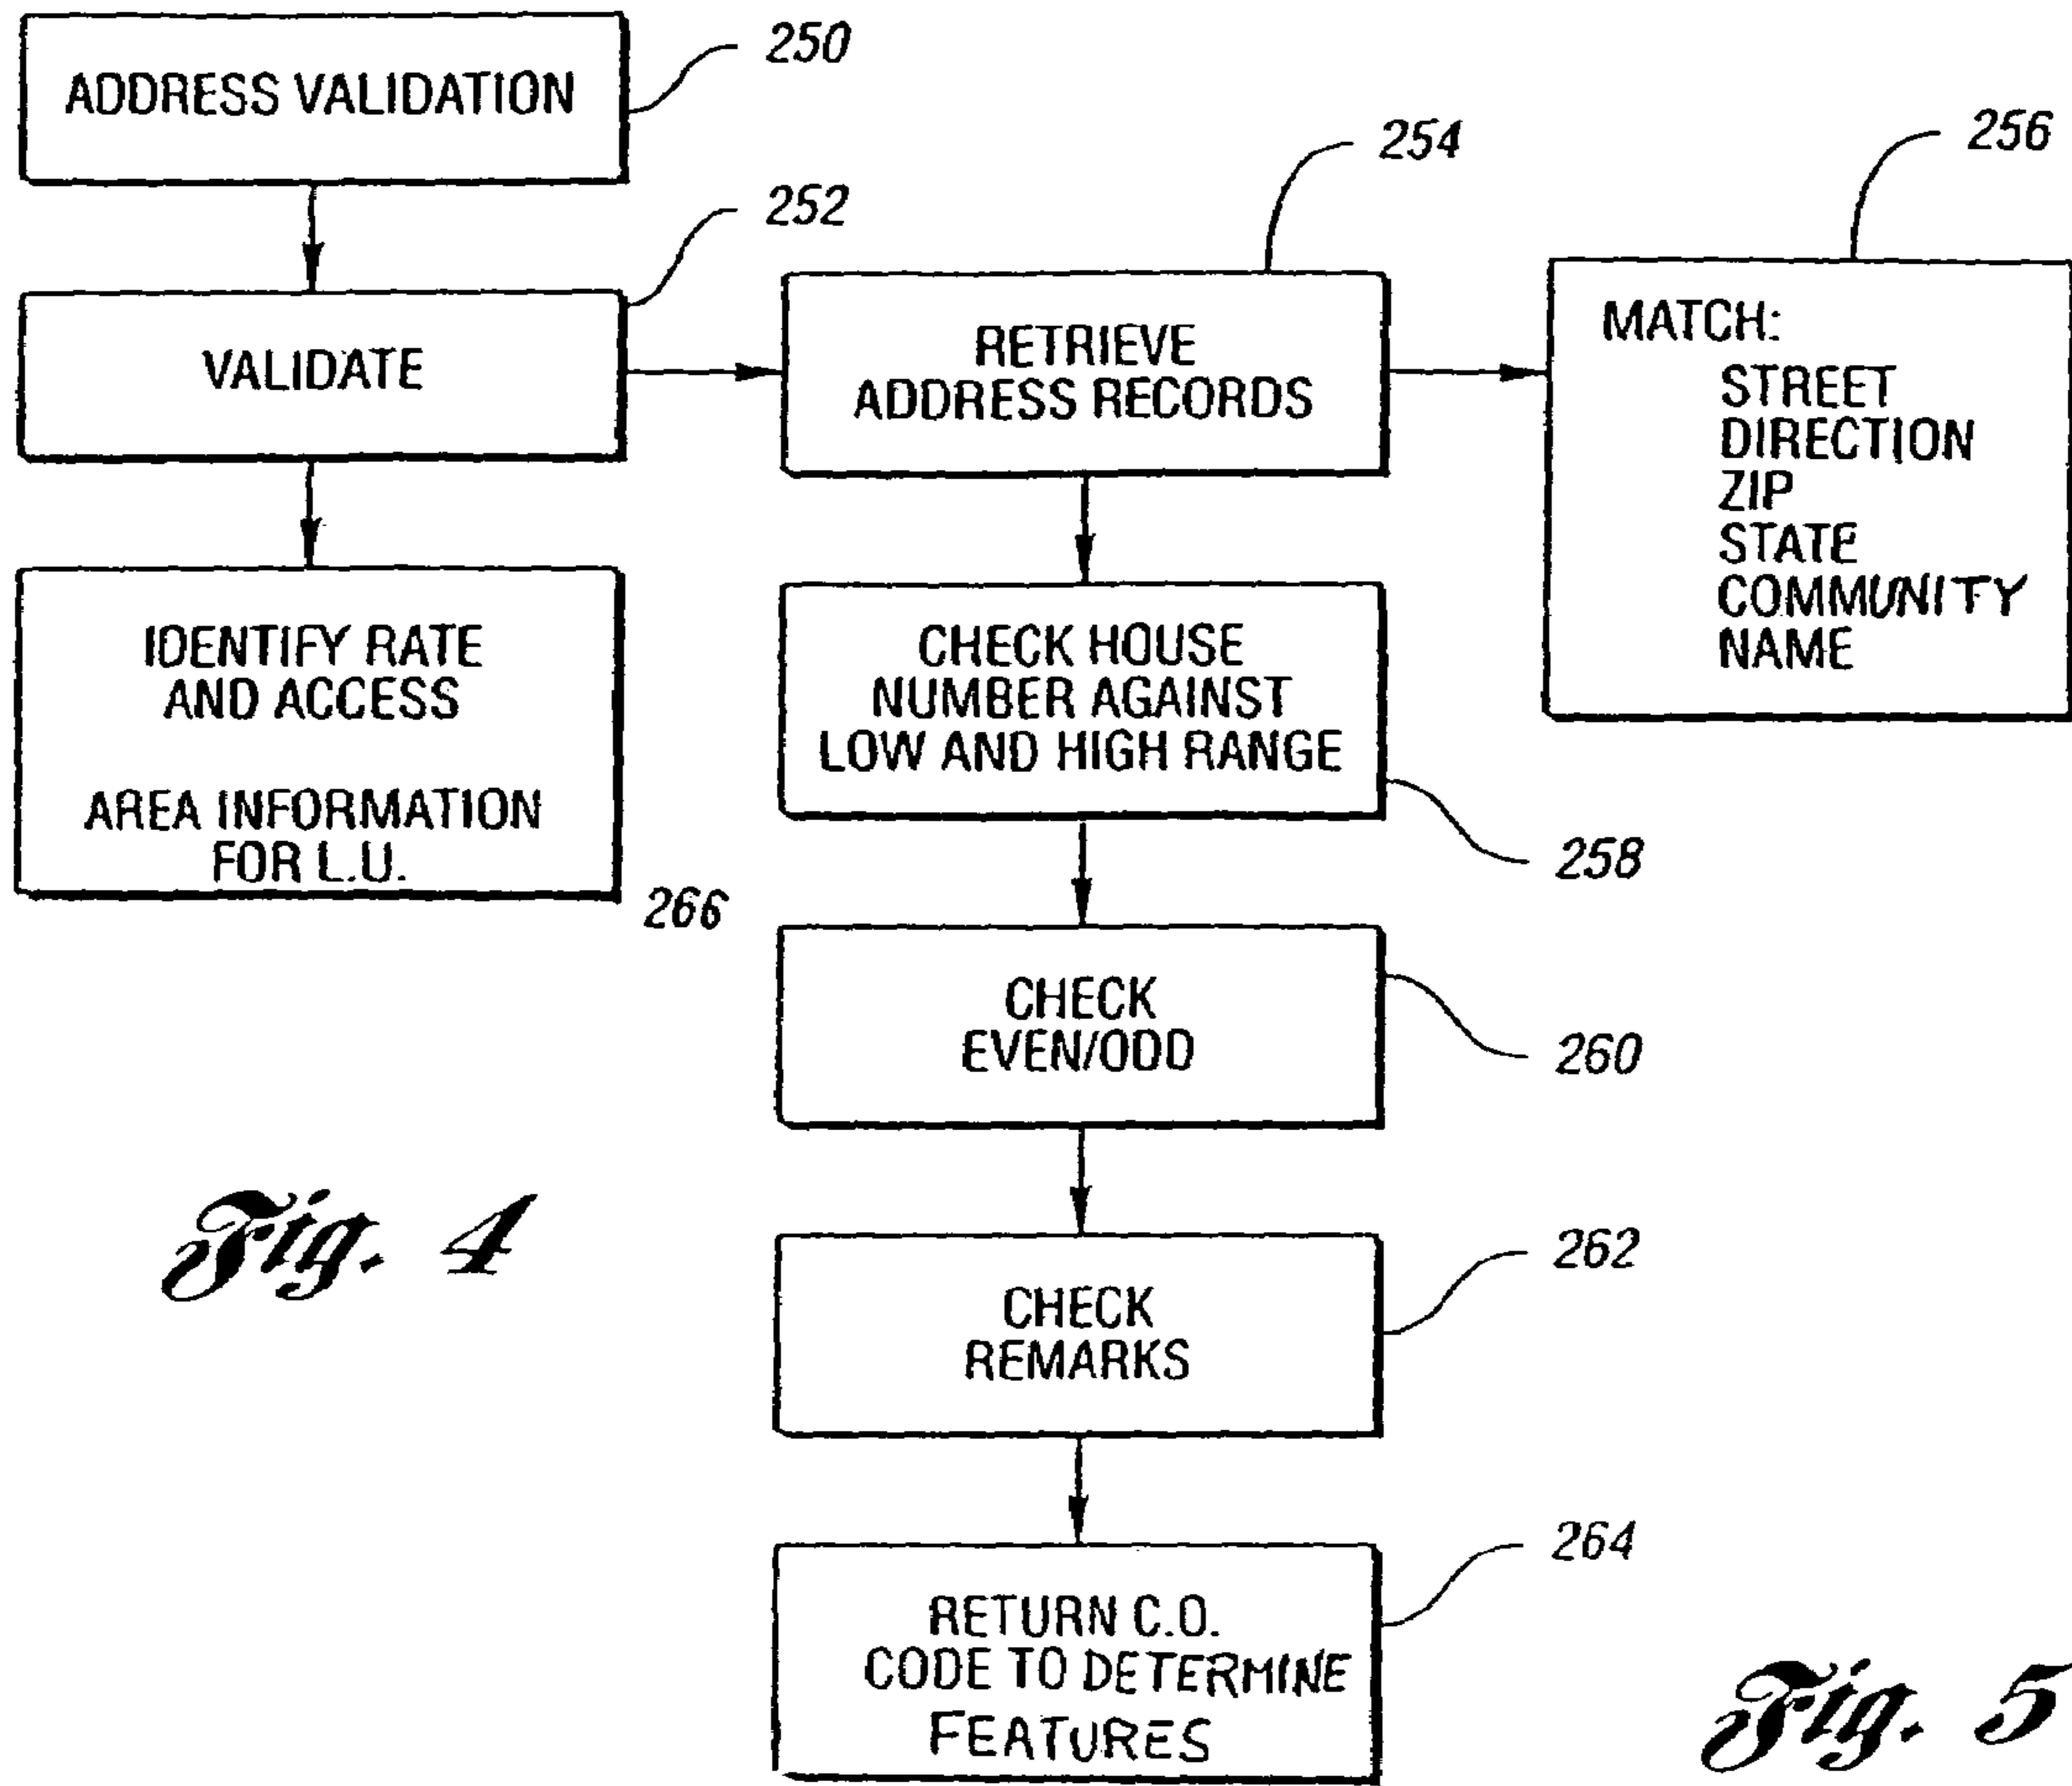 250
ADDRESS VALIDATION
252
VALIDATE
254
RETRIEVE
ADDRESS RECORDS
256
MATCH:
STREET
DIRECTION
ZIP
STATE
COMMUNITY
NAME
IDENTIFY RATE
AND ACCESS
AREA INFORMATION
FOR L.U.
266
CHECK HOUSE
NUMBER AGAINST
LOW AND HIGH RANGE
258
CHECK
EVEN/ODD
260
CHECK
REMARKS
262
RETURN C.O.
CODE TO DETERMINE
FEATURES
264
Fig. 4
Fig. 5